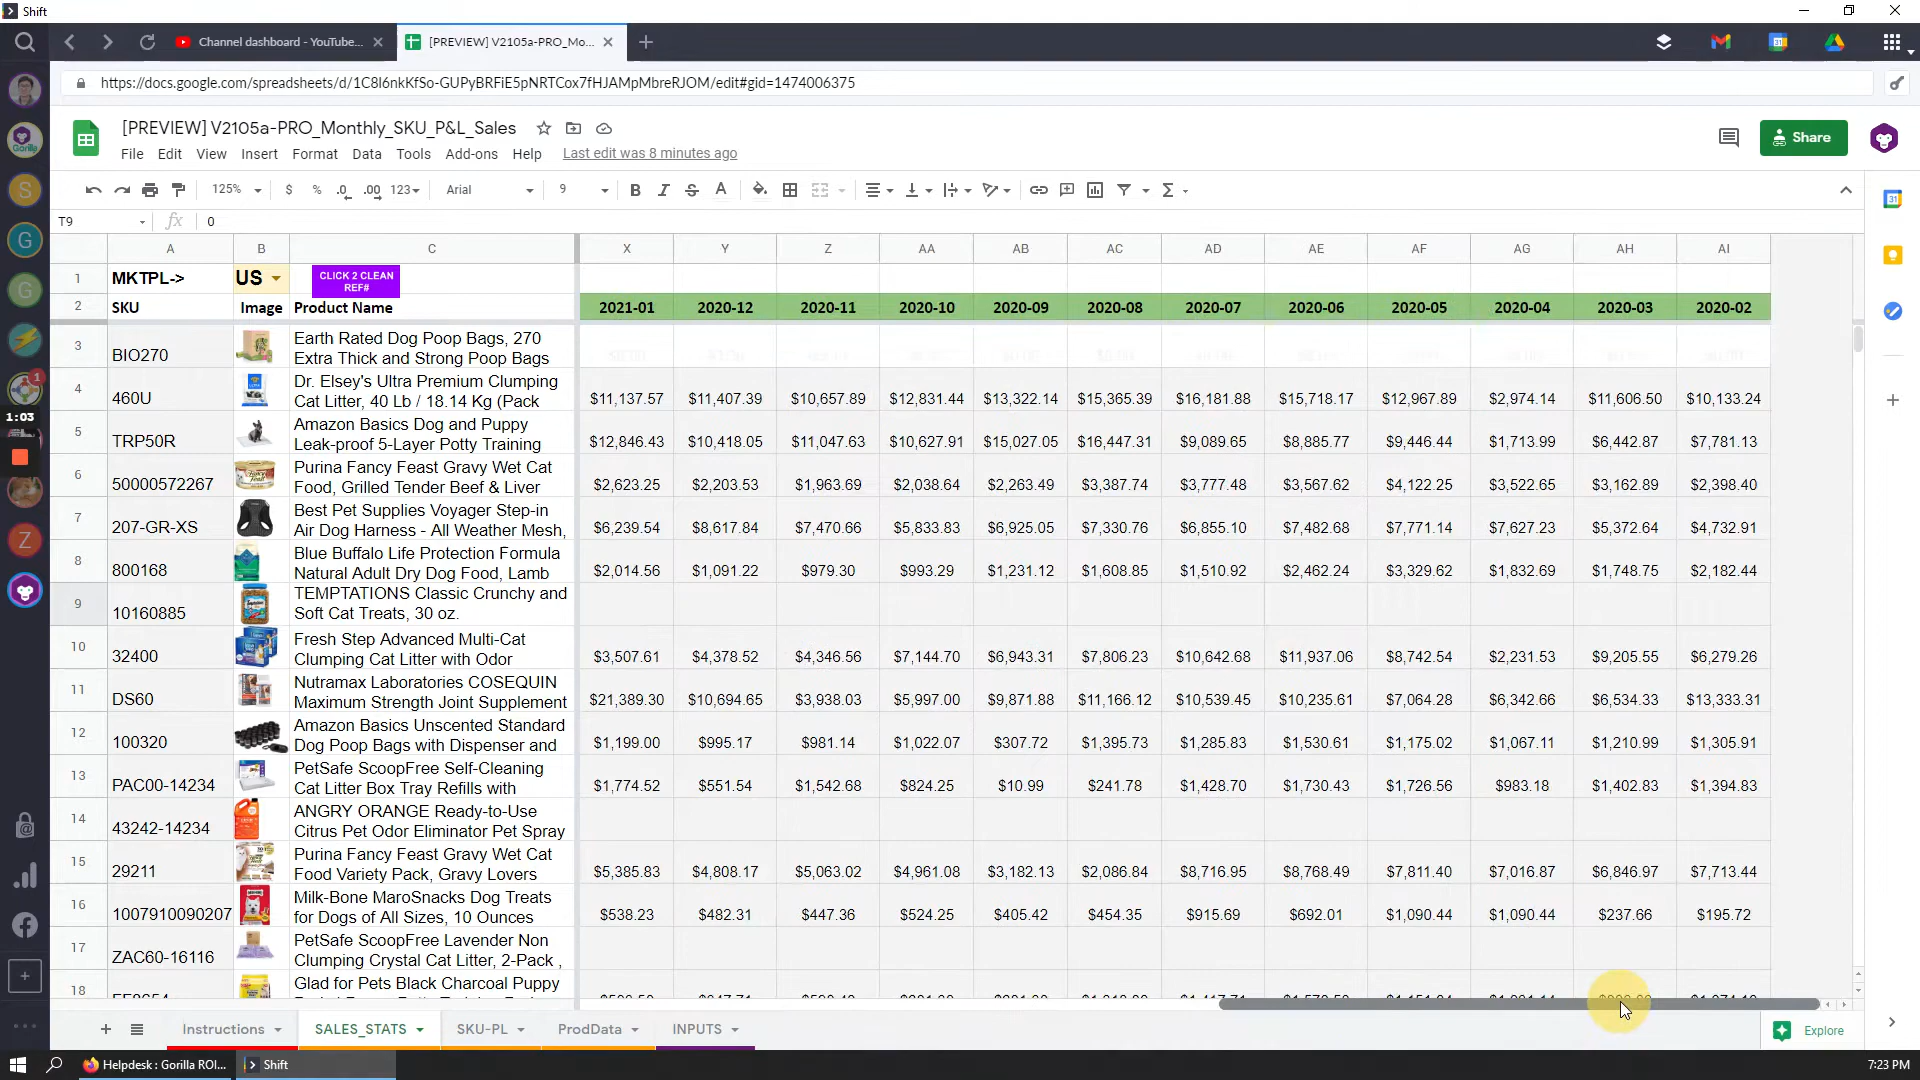 Shift
Channel dashboard - YouTube...
[PREVIEW] V2105a-PRO_Mo...
https://docs.google.com/spreadsheets/d/1C8I6nkKfSo-GUPyBRFiE5pNRTCox7fHJAMpMbreRJOM/edit#gid=1474006375
[PREVIEW] V2105a-PRO_Monthly_SKU_P&L_Sales
Share
File Edit View Insert Format Data Tools Add-ons Help Last edit was 8 minutes ago
125% $ % .0 .00 123 Arial 9 B I S A
T9 fx 0
A B C X Y Z AA AB AC AD AE AF AG AH AI
1 MKTPL-> US CLICK 2 CLEAN REF#
2 SKU Image Product Name 2021-01 2020-12 2020-11 2020-10 2020-09 2020-08 2020-07 2020-06 2020-05 2020-04 2020-03 2020-02
3 BIO270 Earth Rated Dog Poop Bags, 270 Extra Thick and Strong Poop Bags
4 460U Dr. Elsey's Ultra Premium Clumping Cat Litter, 40 Lb / 18.14 Kg (Pack $11,137.57 $11,407.39 $10,657.89 $12,831.44 $13,322.14 $15,365.39 $16,181.88 $15,718.17 $12,967.89 $2,974.14 $11,606.50 $10,133.24
5 TRP50R Amazon Basics Dog and Puppy Leak-proof 5-Layer Potty Training $12,846.43 $10,418.05 $11,047.63 $10,627.91 $15,027.05 $16,447.31 $9,089.65 $8,885.77 $9,446.44 $1,713.99 $6,442.87 $7,781.13
6 50000572267 Purina Fancy Feast Gravy Wet Cat Food, Grilled Tender Beef & Liver $2,623.25 $2,203.53 $1,963.69 $2,038.64 $2,263.49 $3,387.74 $3,777.48 $3,567.62 $4,122.25 $3,522.65 $3,162.89 $2,398.40
7 207-GR-XS Best Pet Supplies Voyager Step-in Air Dog Harness - All Weather Mesh, $6,239.54 $8,617.84 $7,470.66 $5,833.83 $6,925.05 $7,330.76 $6,855.10 $7,482.68 $7,771.14 $7,627.23 $5,372.64 $4,732.91
8 800168 Blue Buffalo Life Protection Formula Natural Adult Dry Dog Food, Lamb $2,014.56 $1,091.22 $979.30 $993.29 $1,231.12 $1,608.85 $1,510.92 $2,462.24 $3,329.62 $1,832.69 $1,748.75 $2,182.44
9 10160885 TEMPTATIONS Classic Crunchy and Soft Cat Treats, 30 oz.
10 32400 Fresh Step Advanced Multi-Cat Clumping Cat Litter with Odor $3,507.61 $4,378.52 $4,346.56 $7,144.70 $6,943.31 $7,806.23 $10,642.68 $11,937.06 $8,742.54 $2,231.53 $9,205.55 $6,279.26
11 DS60 Nutramax Laboratories COSEQUIN Maximum Strength Joint Supplement $21,389.30 $10,694.65 $3,938.03 $5,997.00 $9,871.88 $11,166.12 $10,539.45 $10,235.61 $7,064.28 $6,342.66 $6,534.33 $13,333.31
12 100320 Amazon Basics Unscented Standard Dog Poop Bags with Dispenser and $1,199.00 $995.17 $981.14 $1,022.07 $307.72 $1,395.73 $1,285.83 $1,530.61 $1,175.02 $1,067.11 $1,210.99 $1,305.91
13 PAC00-14234 PetSafe ScoopFree Self-Cleaning Cat Litter Box Tray Refills with $1,774.52 $551.54 $1,542.68 $824.25 $10.99 $241.78 $1,428.70 $1,730.43 $1,726.56 $983.18 $1,402.83 $1,394.83
14 43242-14234 ANGRY ORANGE Ready-to-Use Citrus Pet Odor Eliminator Pet Spray
15 29211 Purina Fancy Feast Gravy Wet Cat Food Variety Pack, Gravy Lovers $5,385.83 $4,808.17 $5,063.02 $4,961.08 $3,182.13 $2,086.84 $8,716.95 $8,768.49 $7,811.40 $7,016.87 $6,846.97 $7,713.44
16 1007910090207 Milk-Bone MaroSnacks Dog Treats for Dogs of All Sizes, 10 Ounces $538.23 $482.31 $447.36 $524.25 $405.42 $454.35 $915.69 $692.01 $1,090.44 $1,090.44 $237.66 $195.72
17 ZAC60-16116 PetSafe ScoopFree Lavender Non Clumping Crystal Cat Litter, 2-Pack ,
18 Glad for Pets Black Charcoal Puppy
1:03
Instructions SALES_STATS SKU-PL ProdData INPUTS Explore
Helpdesk : Gorilla ROI... Shift 7:23 PM